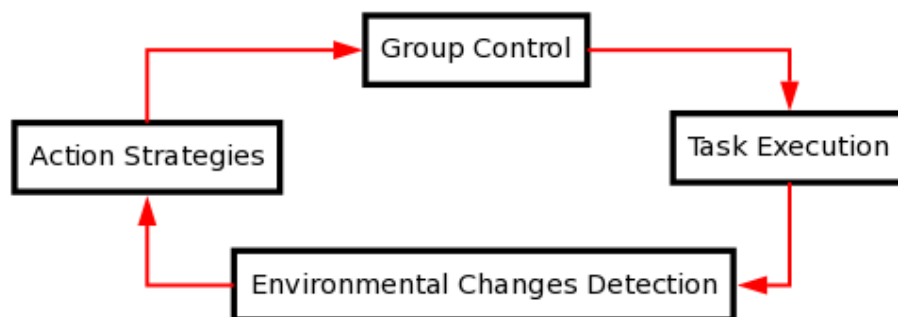 Group Control
Action Strategies
Task Execution
Environmental Changes Detection